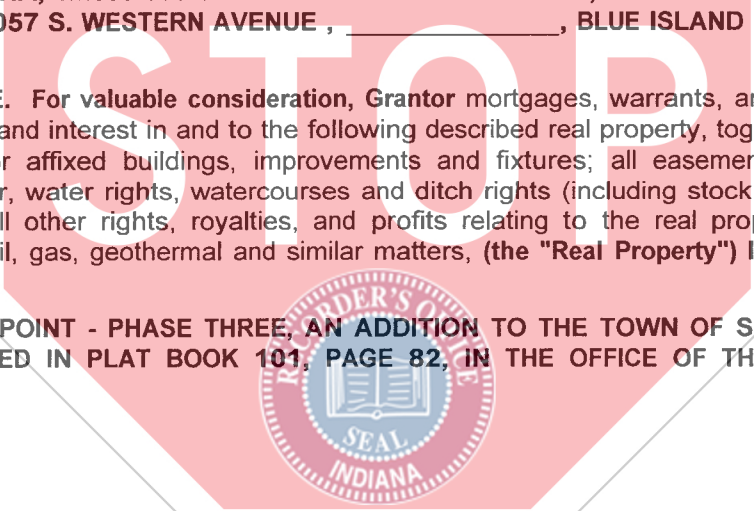 057 S. WESTERN AVENUE , ______________, BLUE ISLAND
STOP
E. For valuable consideration, Grantor mortgages, warrants, an
and interest in and to the following described real property, tog
r affixed buildings, improvements and fixtures; all easemen
r, water rights, watercourses and ditch rights (including stock
ll other rights, royalties, and profits relating to the real prop
il, gas, geothermal and similar matters, (the "Real Property") l
POINT - PHASE THREE, AN ADDITION TO THE TOWN OF S
ED IN PLAT BOOK 101, PAGE 82, IN THE OFFICE OF TH
RECORDER'S OFFICE
SEAL
INDIANA